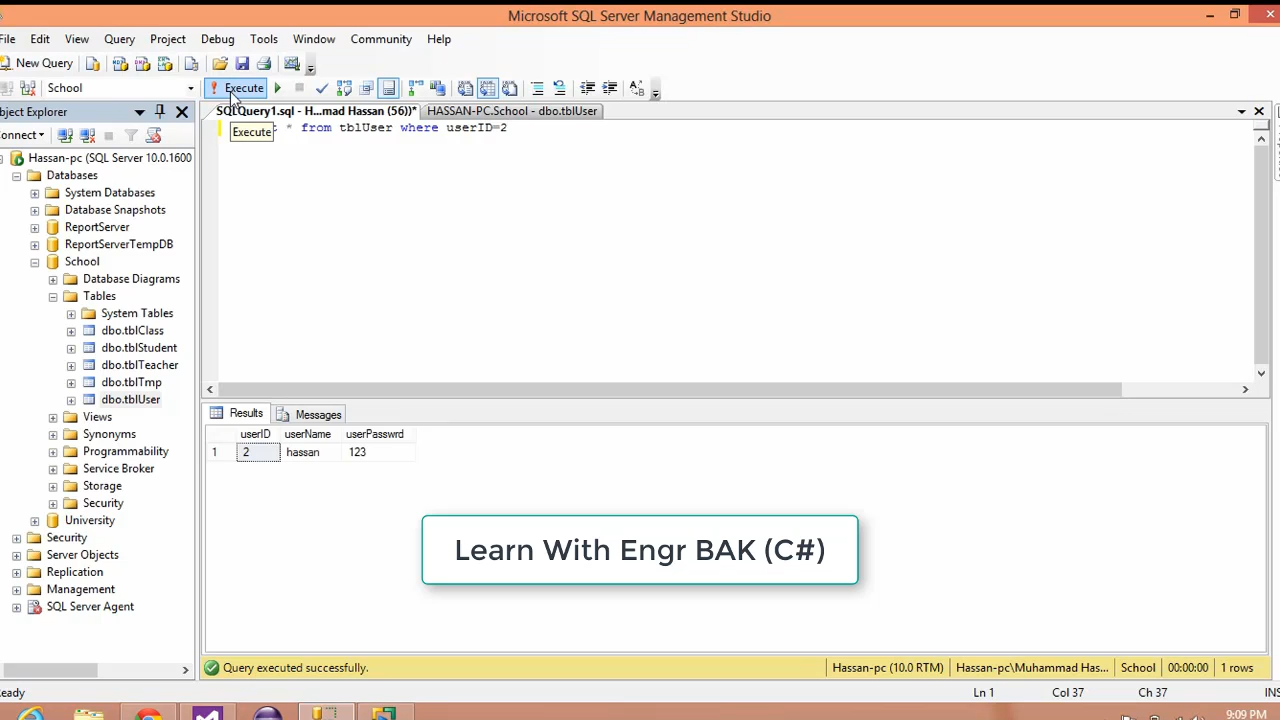 Microsoft SQL Server Management Studio
File Edit View Query Project Debug Tools Window Community Help
New Query
School Execute
Object Explorer
SQLQuery1.sql - H...mad Hassan (56))* HASSAN-PC.School - dbo.tblUser
* from tblUser where userID=2
Execute
Connect
Hassan-pc (SQL Server 10.0.1600
Databases
System Databases
Database Snapshots
ReportServer
ReportServerTempDB
School
Database Diagrams
Tables
System Tables
dbo.tblClass
dbo.tblStudent
dbo.tblTeacher
dbo.tblTmp
dbo.tblUser
Views
Synonyms
Programmability
Service Broker
Storage
Security
University
Security
Server Objects
Replication
Management
SQL Server Agent
Results Messages
userID userName userPasswrd
1 2 hassan 123
Learn With Engr BAK (C#)
Query executed successfully. Hassan-pc (10.0 RTM) Hassan-pc\Muhammad Has... School 00:00:00 1 rows
Ready Ln 1 Col 37 Ch 37 INS
9:09 PM